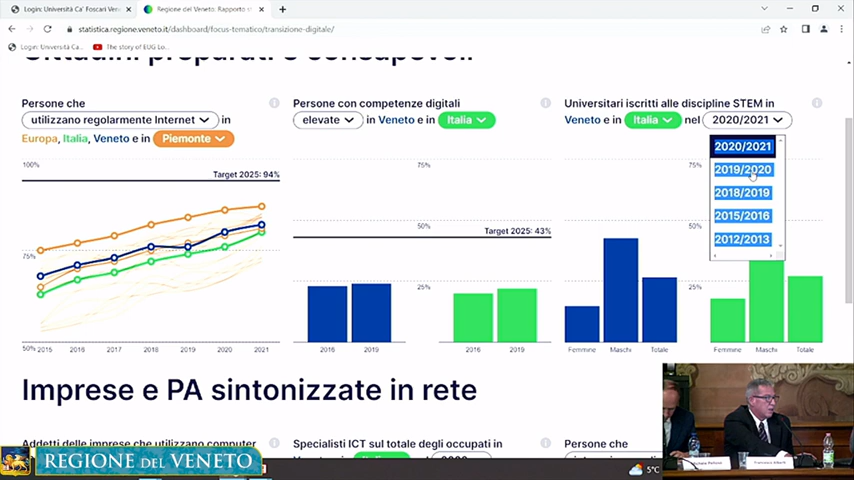 Login: Università Ca' Foscari Vene
Regione del Veneto: Rapporto st
statistica.regione.veneto.it/dashboard/focus-tematico/transizione-digitale/
Login: Università Ca...
The story of EUG Lo...
Cittadini preparati e consapevoli
Persone che
utilizzano regolarmente Internet in
Europa, Italia, Veneto e in Piemonte
100%
Target 2025: 94%
75%
50% 2015 2016 2017 2018 2019 2020 2021
Persone con competenze digitali
elevate in Veneto e in Italia
75%
50%
Target 2025: 43%
25%
2016 2019 2016 2019
Universitari iscritti alle discipline STEM in
Veneto e in Italia nel 2020/2021
2020/2021
2019/2020
2018/2019
2015/2016
2012/2013
75%
50%
25%
Femmine Maschi Totale Femmine Maschi Totale
Imprese e PA sintonizzate in rete
Addetti delle imprese che utilizzano computer
Specialisti ICT sul totale degli occupati in
Persone che
REGIONE DEL VENETO
5°C